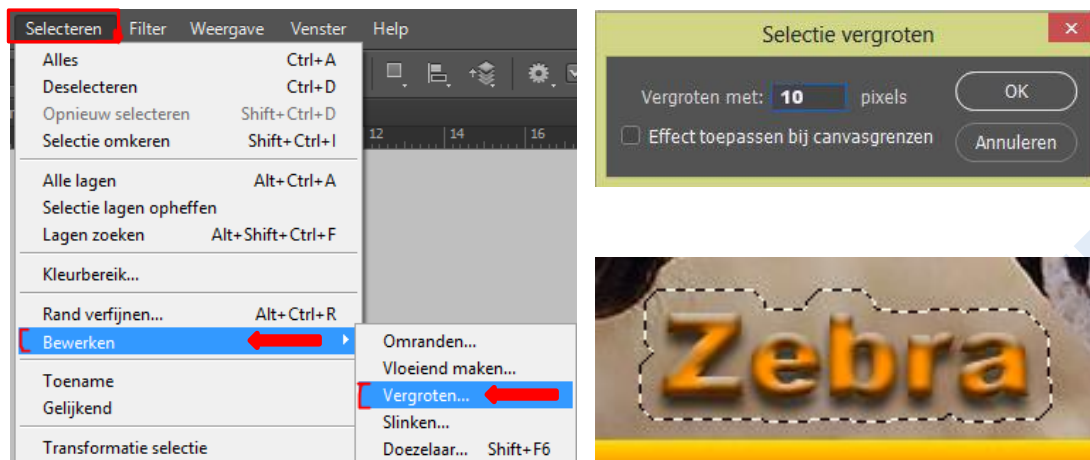 Selecteren Filter Weergave Venster Help
Alles Ctrl+A
Deselecteren Ctrl+D
Opnieuw selecteren Shift+Ctrl+D
Selectie omkeren Shift+Ctrl+I
Alle lagen Alt+Ctrl+A
Selectie lagen opheffen
Lagen zoeken Alt+Shift+Ctrl+F
Kleurbereik...
Rand verfijnen... Alt+Ctrl+R
Bewerken
Toename
Gelijkend
Transformatie selectie
12 14 16
Omranden...
Vloeiend maken...
Vergroten...
Slinken...
Doezelaar... Shift+F6
Selectie vergroten
x
Vergroten met: 10 pixels OK
Effect toepassen bij canvasgrenzen Annuleren
Zebra